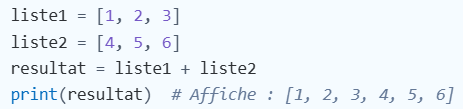 liste1 = [1, 2, 3]
liste2 = [4, 5, 6]
resultat = liste1 + liste2
print(resultat)  # Affiche : [1, 2, 3, 4, 5, 6]